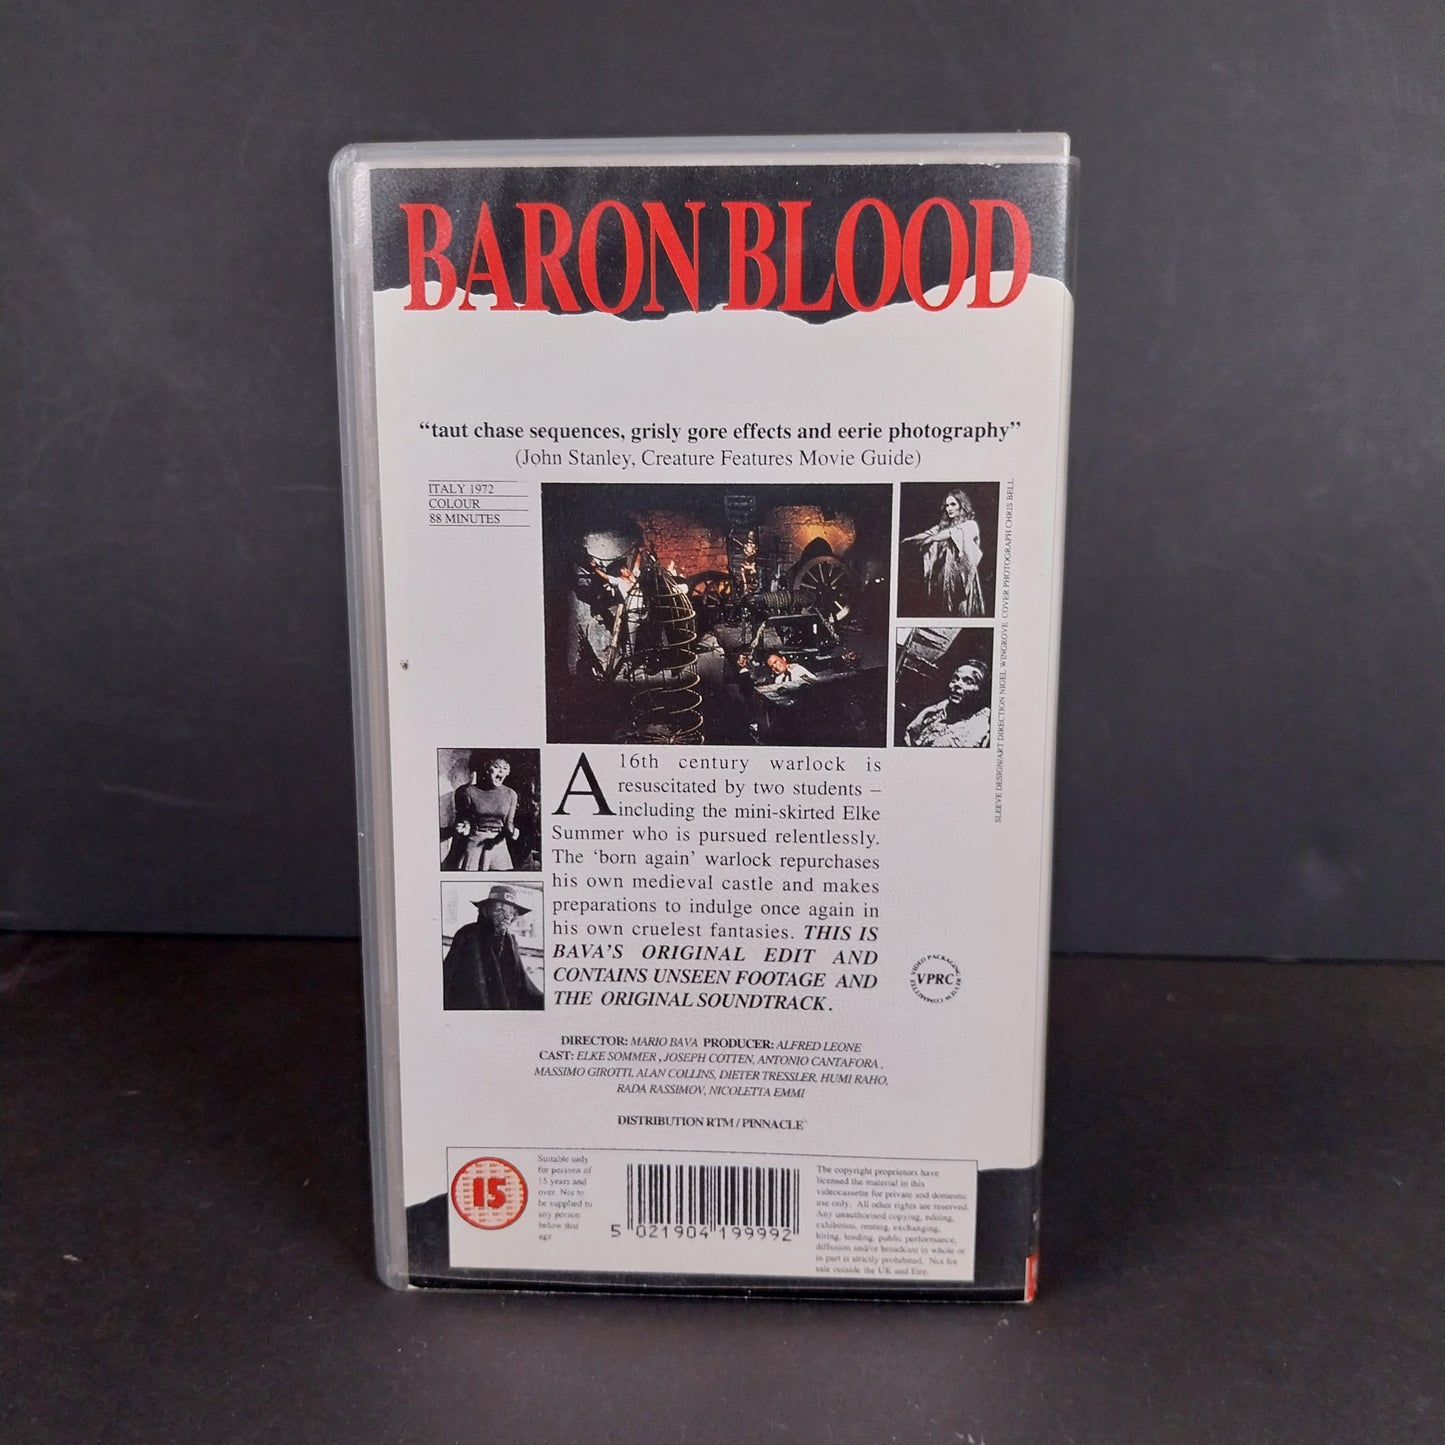 BARON BLOOD
“taut chase sequences, grisly gore effects and eerie photography”
(John Stanley, Creature Features Movie Guide)
ITALY 1972
COLOUR
88 MINUTES
SLEEVE DESIGN/ART DIRECTION NIGEL WINGROVE COVER PHOTOGRAPH CHRIS BELL
A 16th century warlock is
resuscitated by two students –
including the mini-skirted Elke
Summer who is pursued relentlessly.
The ‘born again’ warlock repurchases
his own medieval castle and makes
preparations to indulge once again in
his own cruelest fantasies. THIS IS
BAVA’S ORIGINAL EDIT AND
CONTAINS UNSEEN FOOTAGE AND
THE ORIGINAL SOUNDTRACK.
VIDEO PACKAGING REVIEW COMMITTEE
VPRC
DIRECTOR: MARIO BAVA PRODUCER: ALFRED LEONE
CAST: ELKE SOMMER, JOSEPH COTTEN, ANTONIO CANTAFORA,
MASSIMO GIROTTI, ALAN COLLINS, DIETER TRESSLER, HUMI RAHO,
RADA RASSIMOV, NICOLETTA EMMI
DISTRIBUTION RTM / PINNACLE
15
Suitable only
for persons of
15 years and
over. Not to
be supplied to
any person
below that
age.
5 021904 199992
The copyright proprietors have
licensed the material in this
videocassette for private and domestic
use only. All other rights are reserved.
Any unauthorised copying, editing,
exhibition, renting, exchanging,
hiring, lending, public performance,
diffusion and/or broadcast in whole or
in part is strictly prohibited. Not for
sale outside the UK and Eire.